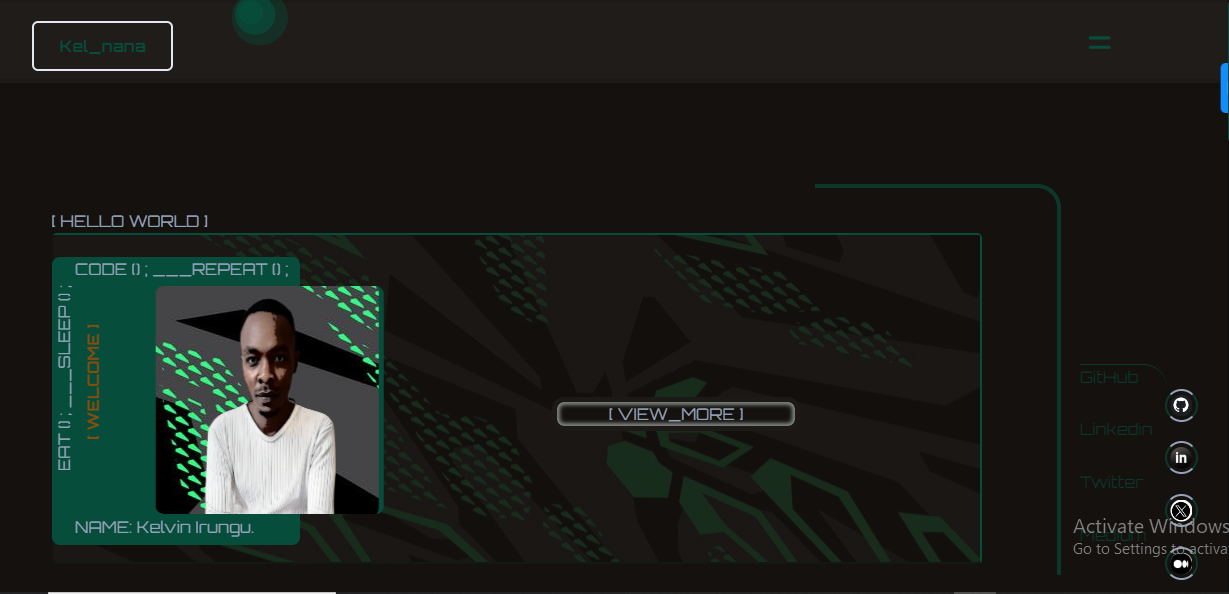 Kel_nana
[ HELLO WORLD ]
CODE () ; ___REPEAT () ;
EAT () ; ___SLEEP () ;
[ WELCOME ]
NAME: Kelvin Irungu.
[ VIEW_MORE ]
GitHub
Linkedin
in
Twitter
X
Medium
Activate Windows
Go to Settings to activa